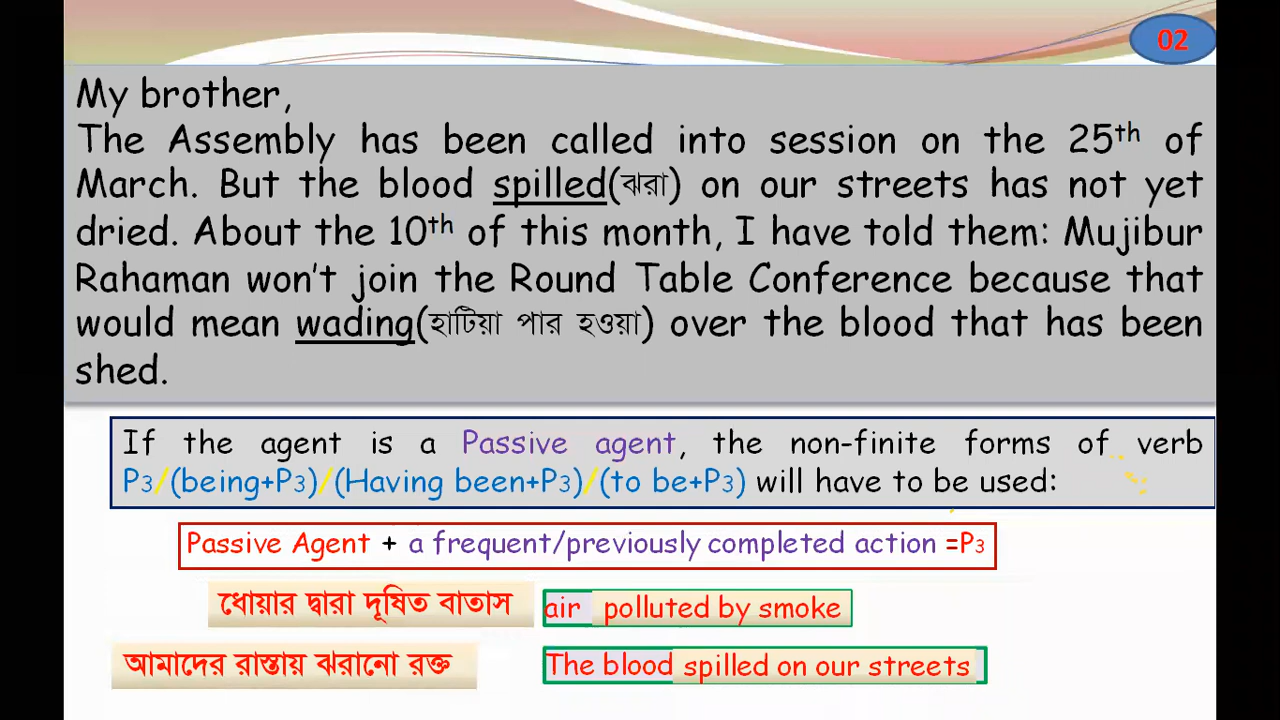 02
My brother,
The Assembly has been called into session on the 25th of
March. But the blood spilled(ঝরা) on our streets has not yet
dried. About the 10th of this month, I have told them: Mujibur
Rahaman won't join the Round Table Conference because that
would mean wading(হাটিয়া পার হওয়া) over the blood that has been
shed.
If the agent is a Passive agent, the non-finite forms of verb
P3/(being+P3)/(Having been+P3)/(to be+P3) will have to be used:
Passive Agent + a frequent/previously completed action =P3
ধোয়ার দ্বারা দূষিত বাতাস air polluted by smoke
আমাদের রাস্তায় ঝরানো রক্ত The blood spilled on our streets